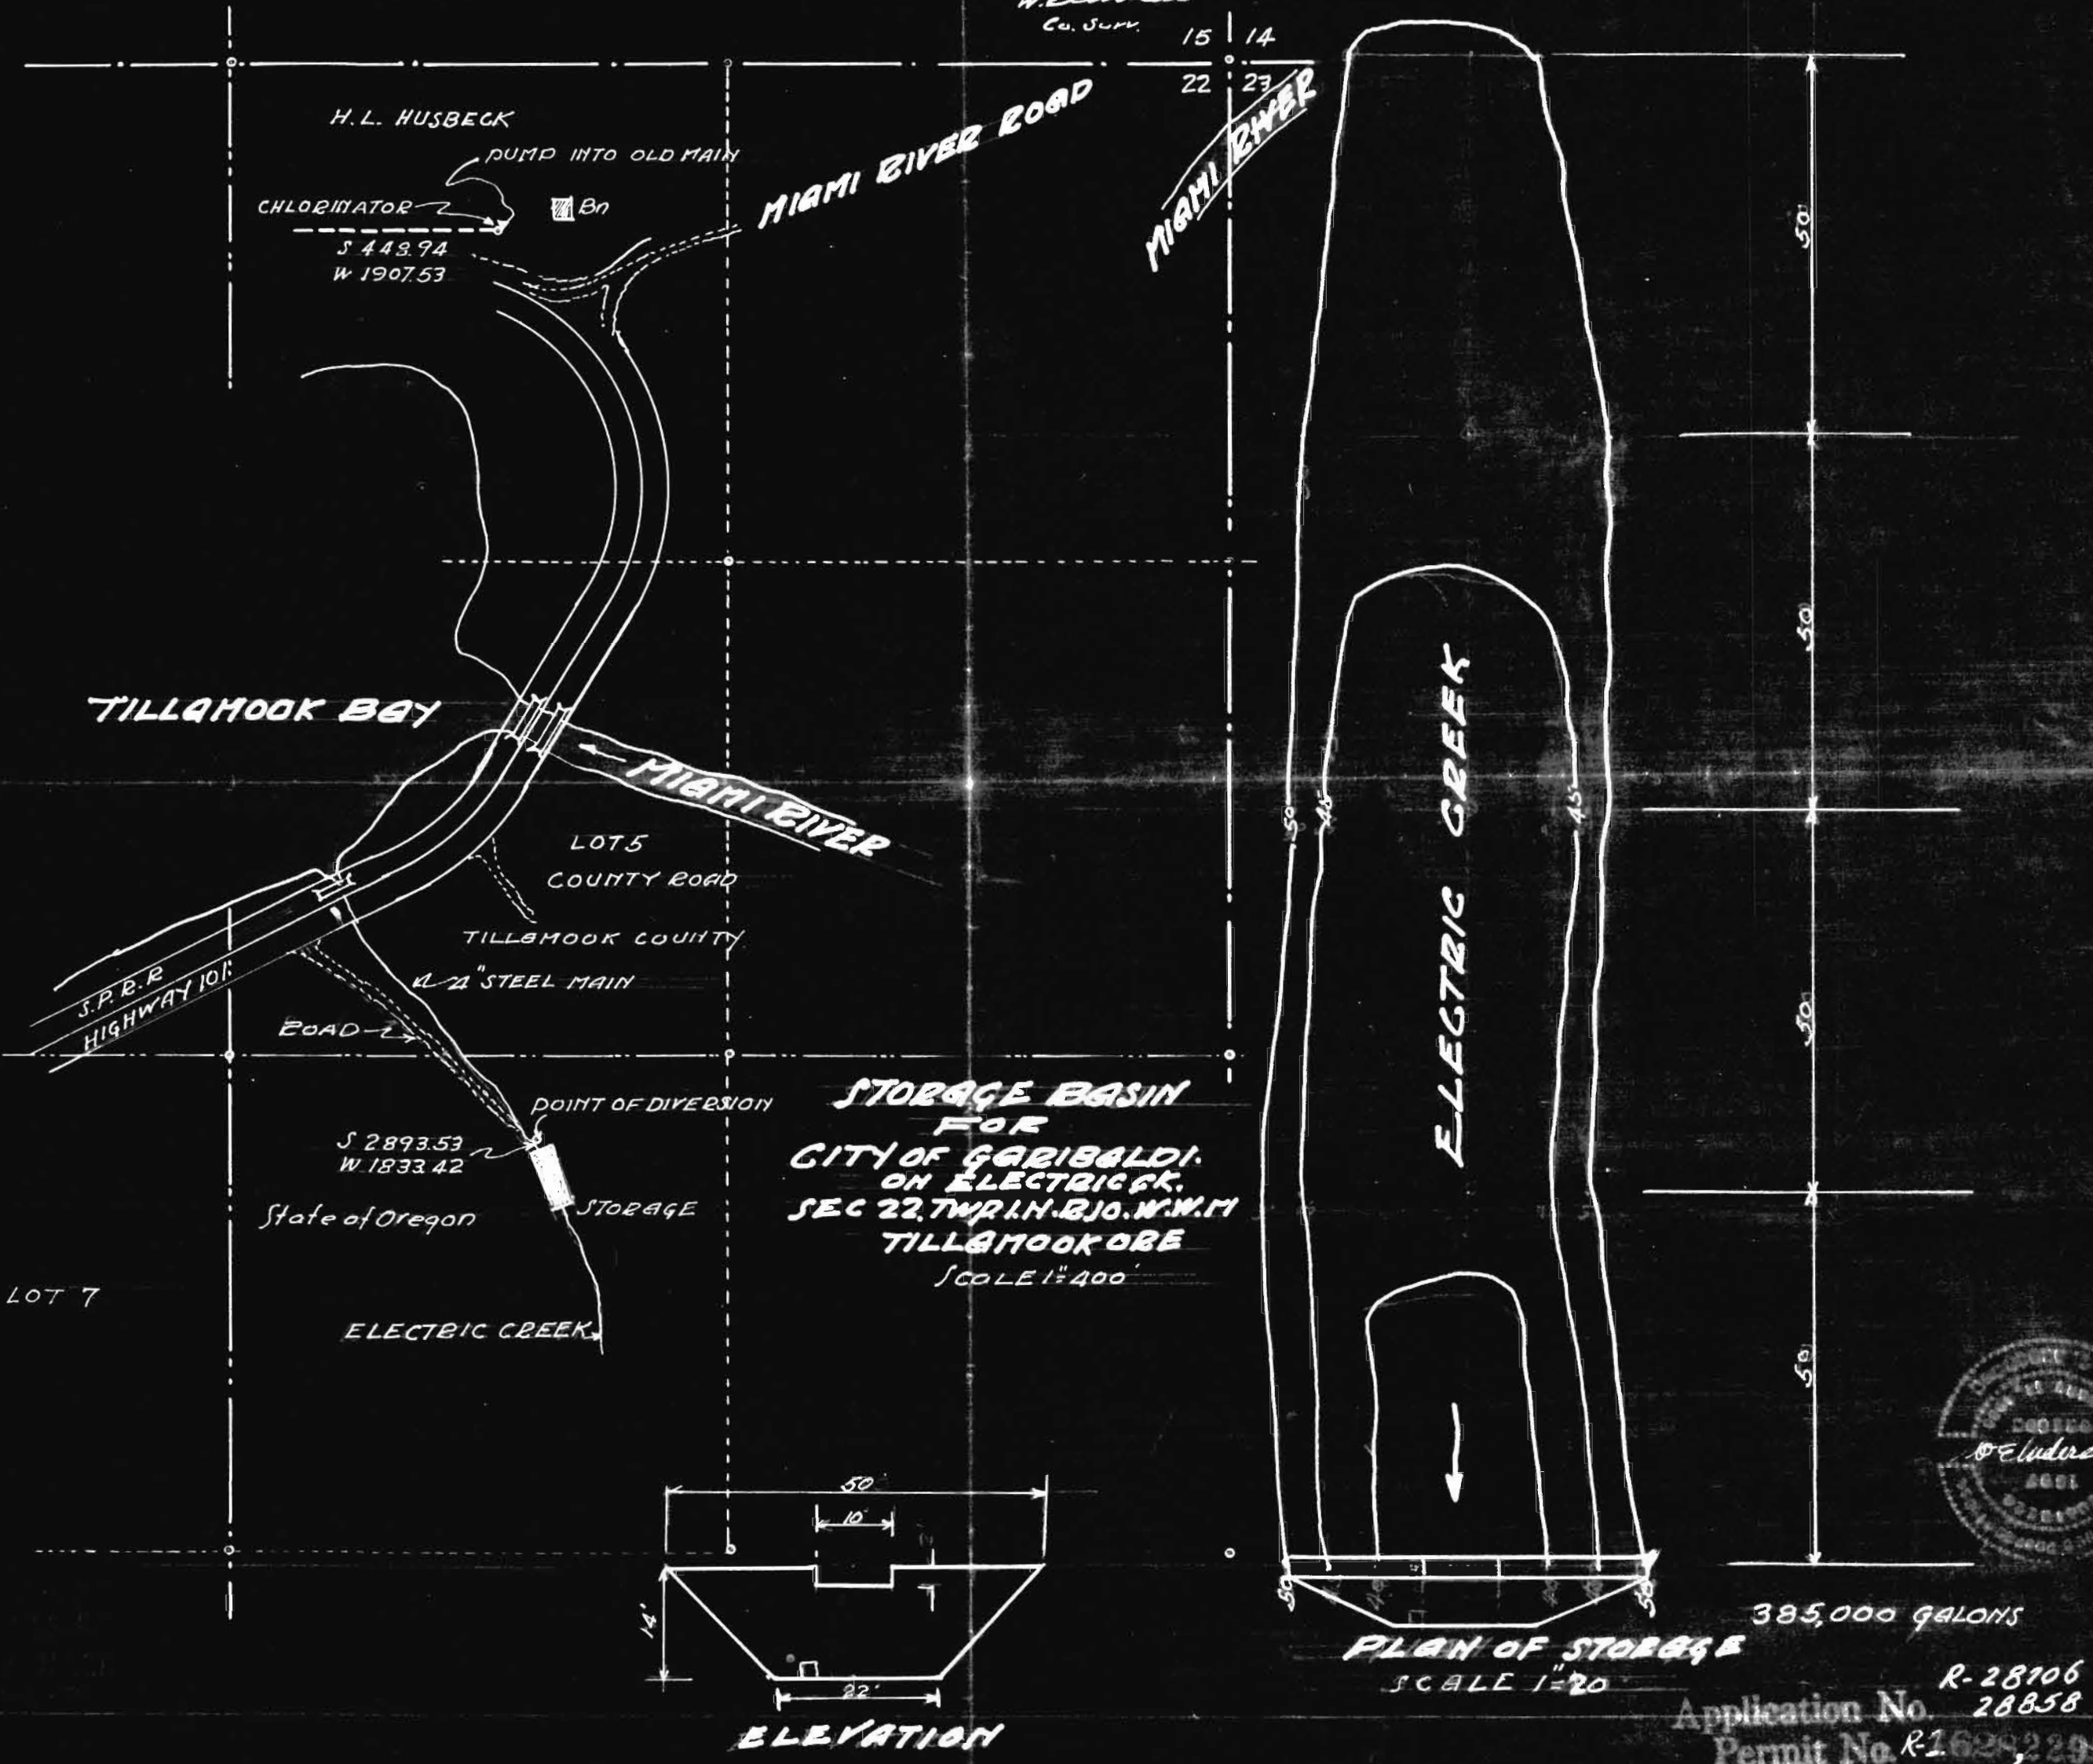 Co. Surv.
15 14
22 23
H.L. HUSBECK
PUMP INTO OLD MAIN
CHLORINATOR
Bn
S 448.94
W 1907.53
MIAMI RIVER ROAD
MIAMI RIVER
TILLAMOOK BAY
MIAMI RIVER
LOT 5
COUNTY ROAD
TILLAMOOK COUNTY
4" STEEL MAIN
S.P.R.R
HIGHWAY 101
ROAD
POINT OF DIVERSION
S 2893.53
W 1833.42
STORAGE
State of Oregon
LOT 7
ELECTRIC CREEK
STORAGE BASIN
FOR
CITY OF GARIBALDI.
ON ELECTRIC CK.
SEC 22, TWP. 1.N. R.10. W.W.M
TILLAMOOK ORE
SCALE 1"=400'
50'
10'
14'
22'
ELEVATION
ELECTRIC CREEK
50
45
45
50'
50'
50'
50'
50
50
PLAN OF STORAGE
SCALE 1"=20
385,000 GALONS
R-28706
Application No. 28858
Permit No. R-1